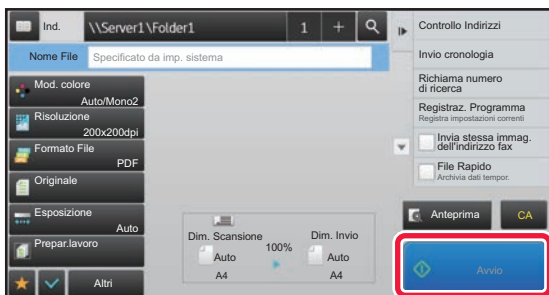 Ind.
\\Server1\Folder1
1
+
Nome File
Specificato da imp. sistema
Mod. colore
Auto/Mono2
Risoluzione
200x200dpi
Formato File
PDF
Originale
Esposizione
Auto
Prepar.lavoro
Altri
Dim. Scansione
Auto
A4
100%
Dim. Invio
Auto
A4
Controllo Indirizzi
Invio cronologia
Richiama numero
di ricerca
Registraz. Programma
Registra impostazioni correnti
Invia stessa immag.
dell'indirizzo fax
File Rapido
Archivia dati tempor.
Anteprima
CA
Avvio